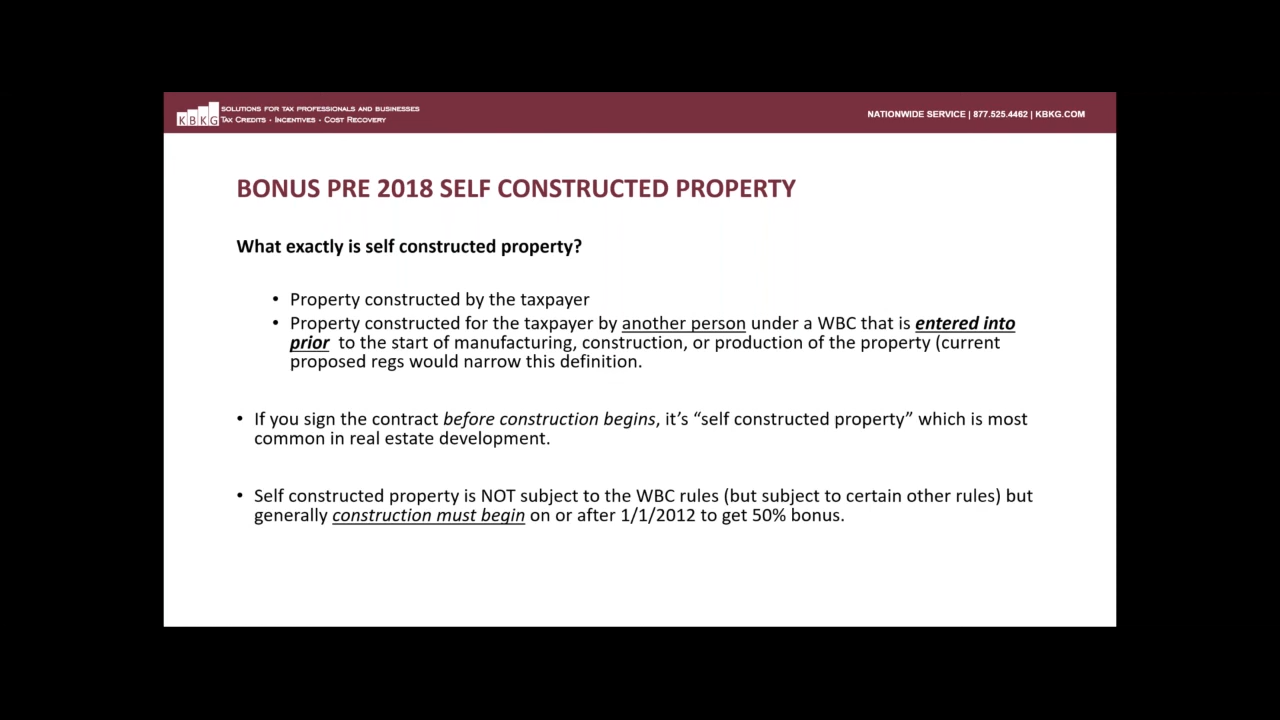 KBKG
SOLUTIONS FOR TAX PROFESSIONALS AND BUSINESSES
TAX CREDITS · INCENTIVES · COST RECOVERY
NATIONWIDE SERVICE | 877.525.4462 | KBKG.COM
BONUS PRE 2018 SELF CONSTRUCTED PROPERTY
What exactly is self constructed property?
• Property constructed by the taxpayer
• Property constructed for the taxpayer by another person under a WBC that is entered into
prior to the start of manufacturing, construction, or production of the property (current
proposed regs would narrow this definition.
• If you sign the contract before construction begins, it’s “self constructed property” which is most
common in real estate development.
• Self constructed property is NOT subject to the WBC rules (but subject to certain other rules) but
generally construction must begin on or after 1/1/2012 to get 50% bonus.